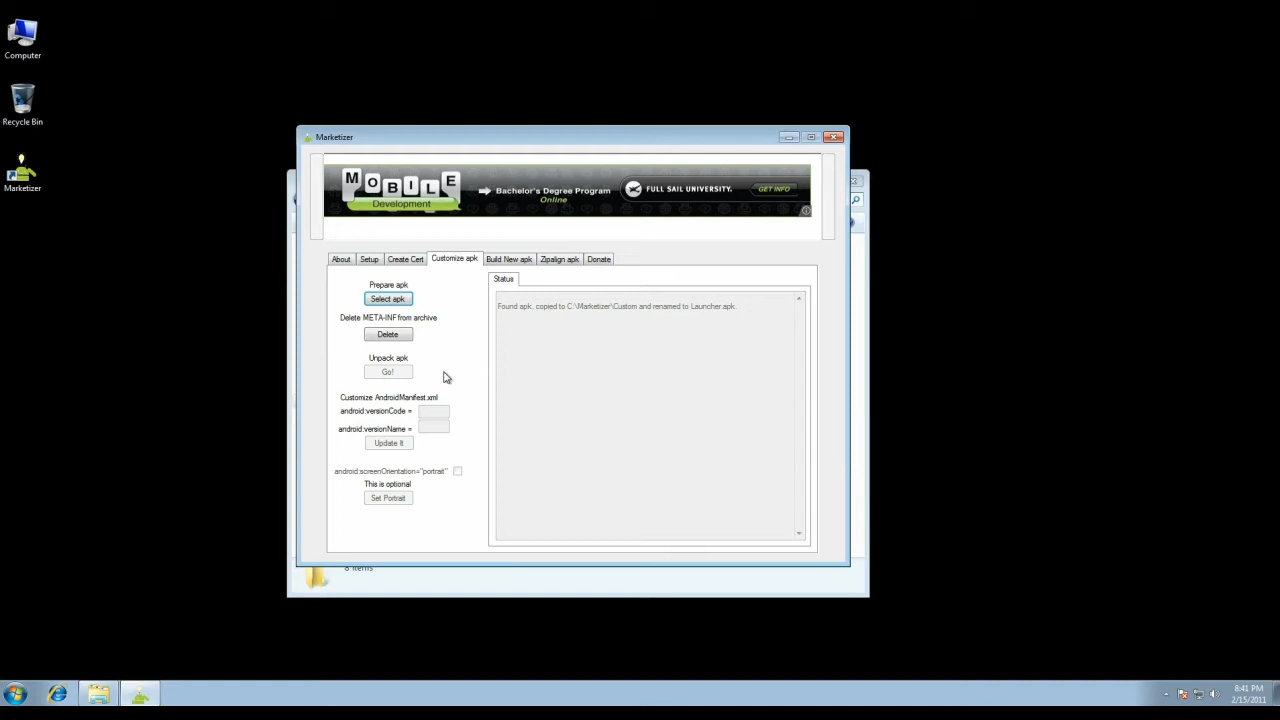 Computer
Recycle Bin
Marketizer
Marketizer
MOBILE
Development
Bachelor's Degree Program
Online
FULL SAIL UNIVERSITY.
GET INFO
About
Setup
Create Cert
Customize apk
Build New apk
Zipalign apk
Donate
Prepare apk
Select apk
Delete META-INF from archive
Delete
Unpack apk
Go!
Customize AndroidManifest.xml
android:versionCode =
android:versionName =
Update It
android:screenOrientation="portrait"
This is optional
Set Portrait
Status
Found apk, copied to C:\Marketizer\Custom and renamed to Launcher.apk.
8 items
8:41 PM
2/15/2011